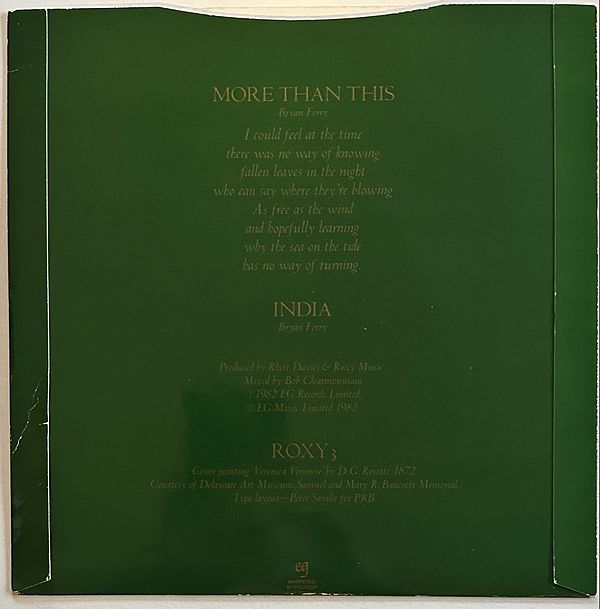 MORE THAN THIS
Bryan Ferry
I could feel at the time
there was no way of knowing
fallen leaves in the night
who can say where they're blowing
As free as the wind
and hopefully learning
why the sea on the tide
has no way of turning.
INDIA
Bryan Ferry
Produced by Rhett Davies & Roxy Music.
Mixed by Bob Clearmountain
℗1982 EG Records Limited.
© EG Music Limited 1982
ROXY 3
Cover painting 'Veronica Veronese' by D. G. Rosetti, 1872
Courtesy of Delaware Art Museum, Samuel and Mary R. Bancroft Memorial,
Type layout—Peter Saville for PRB
eg
MARKETED
BY POLYDOR